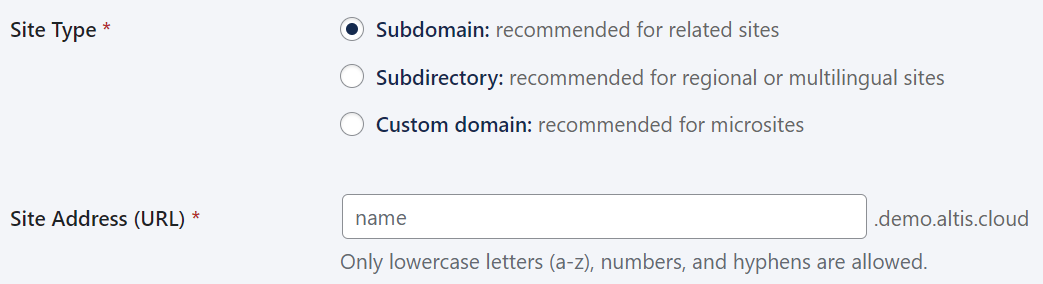 Site Type * Subdomain: recommended for related sites
Subdirectory: recommended for regional or multilingual sites
Custom domain: recommended for microsites
Site Address (URL) * name .demo.altis.cloud
Only lowercase letters (a-z), numbers, and hyphens are allowed.